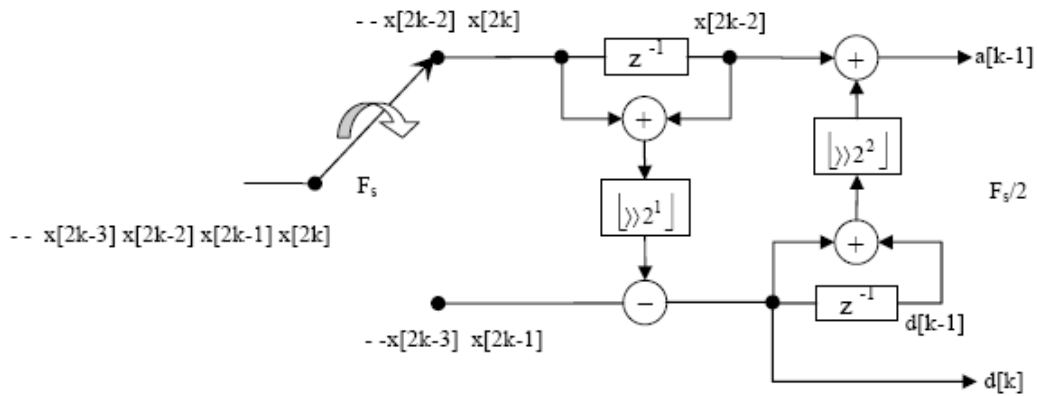 - - x[2k-2] x[2k]
x[2k-2]
z⁻¹
+
a[k-1]
+
⌊⟩⟩2²⌋
F_s
⌊⟩⟩2¹⌋
F_s/2
- - x[2k-3] x[2k-2] x[2k-1] x[2k]
+
−
z⁻¹
d[k-1]
- -x[2k-3] x[2k-1]
d[k]